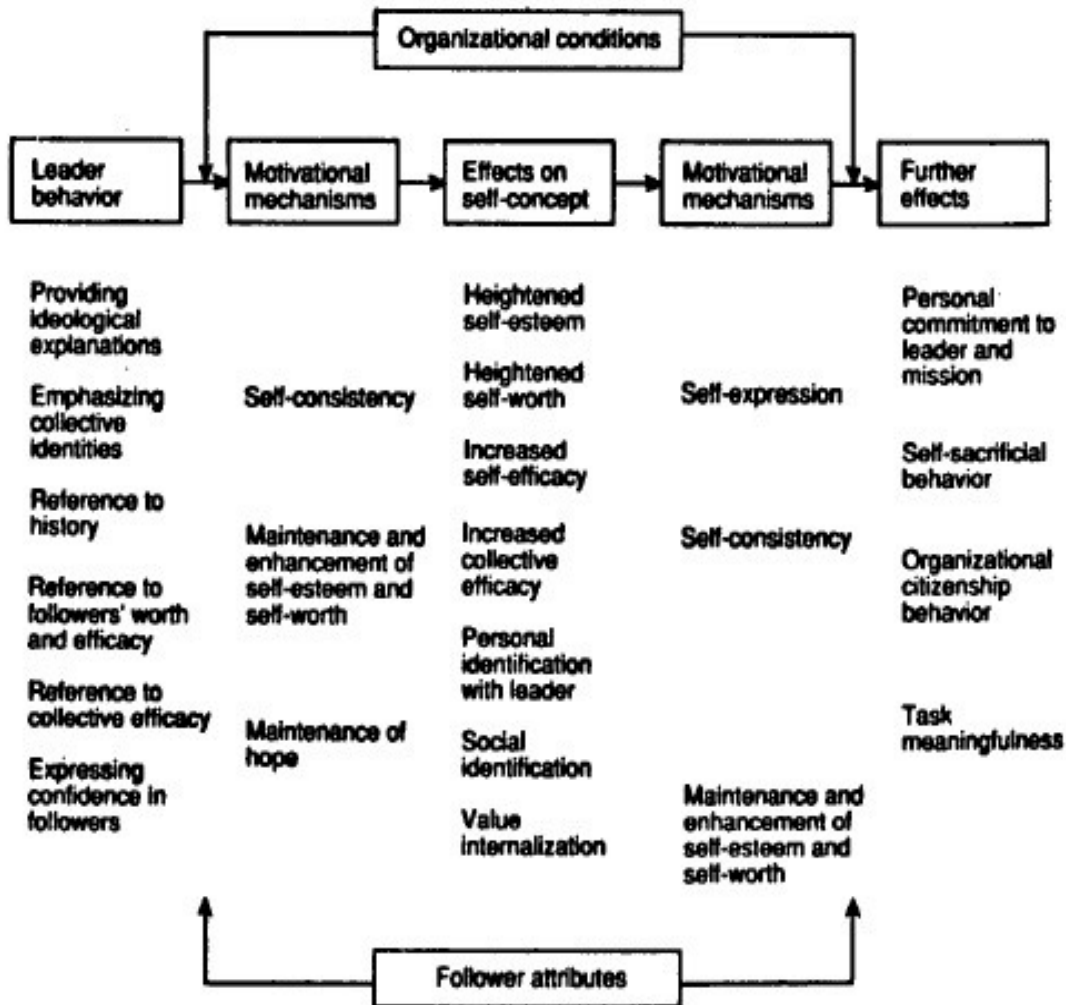 Organizational conditions
Leader
behavior
Motivational
mechanisms
Effects on
self-concept
Motivational
mechanisms
Further
effects
Providing
ideological
explanations
Emphasizing
collective
identities
Reference to
history
Reference to
followers' worth
and efficacy
Reference to
collective efficacy
Expressing
confidence in
followers
Self-consistency
Maintenance and
enhancement of
self-esteem and
self-worth
Maintenance of
hope
Heightened
self-esteem
Heightened
self-worth
Increased
self-efficacy
Increased
collective
efficacy
Personal
identification
with leader
Social
identification
Value
internalization
Self-expression
Self-consistency
Maintenance and
enhancement of
self-esteem and
self-worth
Personal
commitment to
leader and
mission
Self-sacrificial
behavior
Organizational
citizenship
behavior
Task
meaningfulness
Follower attributes